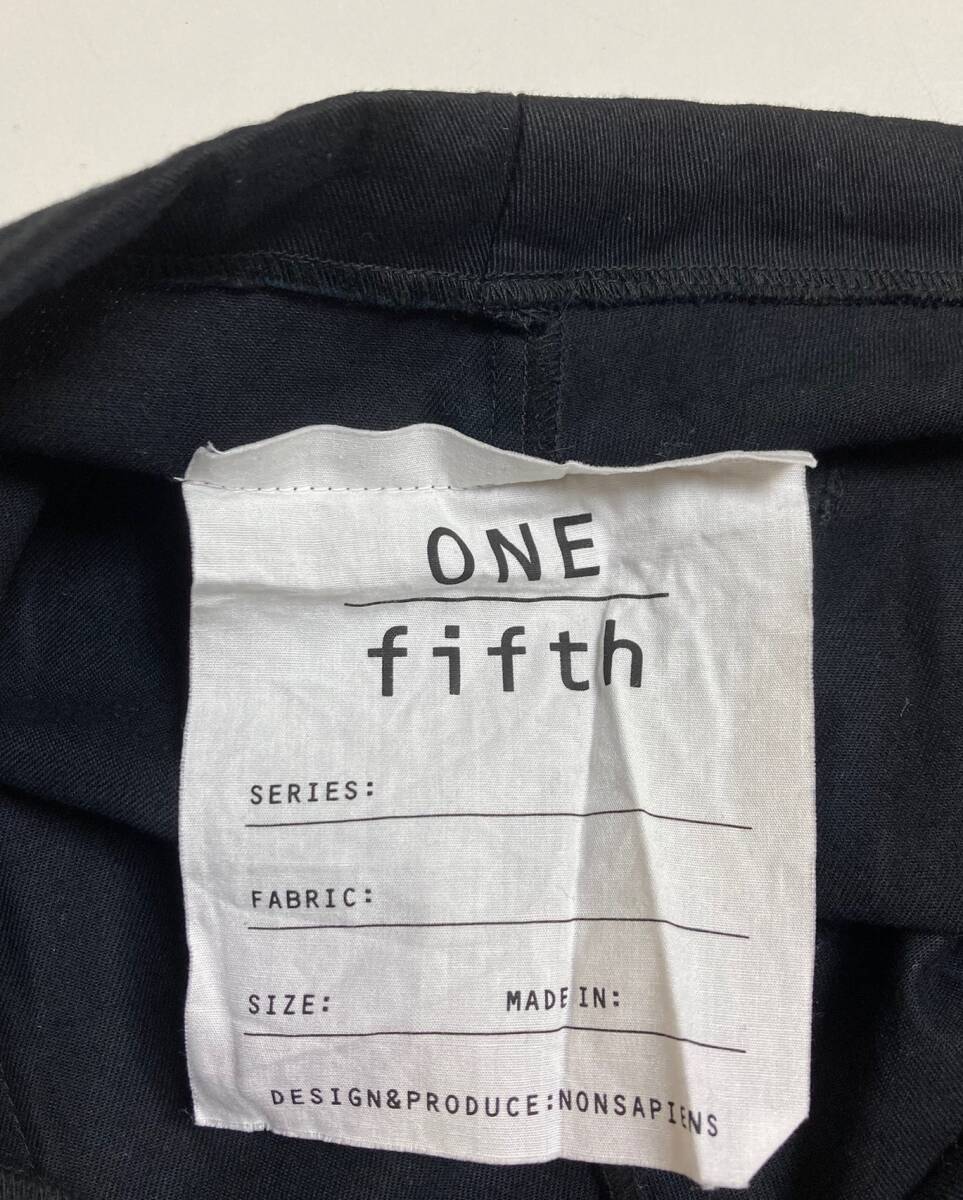 ONE
fifth
SERIES:
FABRIC:
SIZE: MADE IN:
DESIGN&PRODUCE:NONSAPIENS